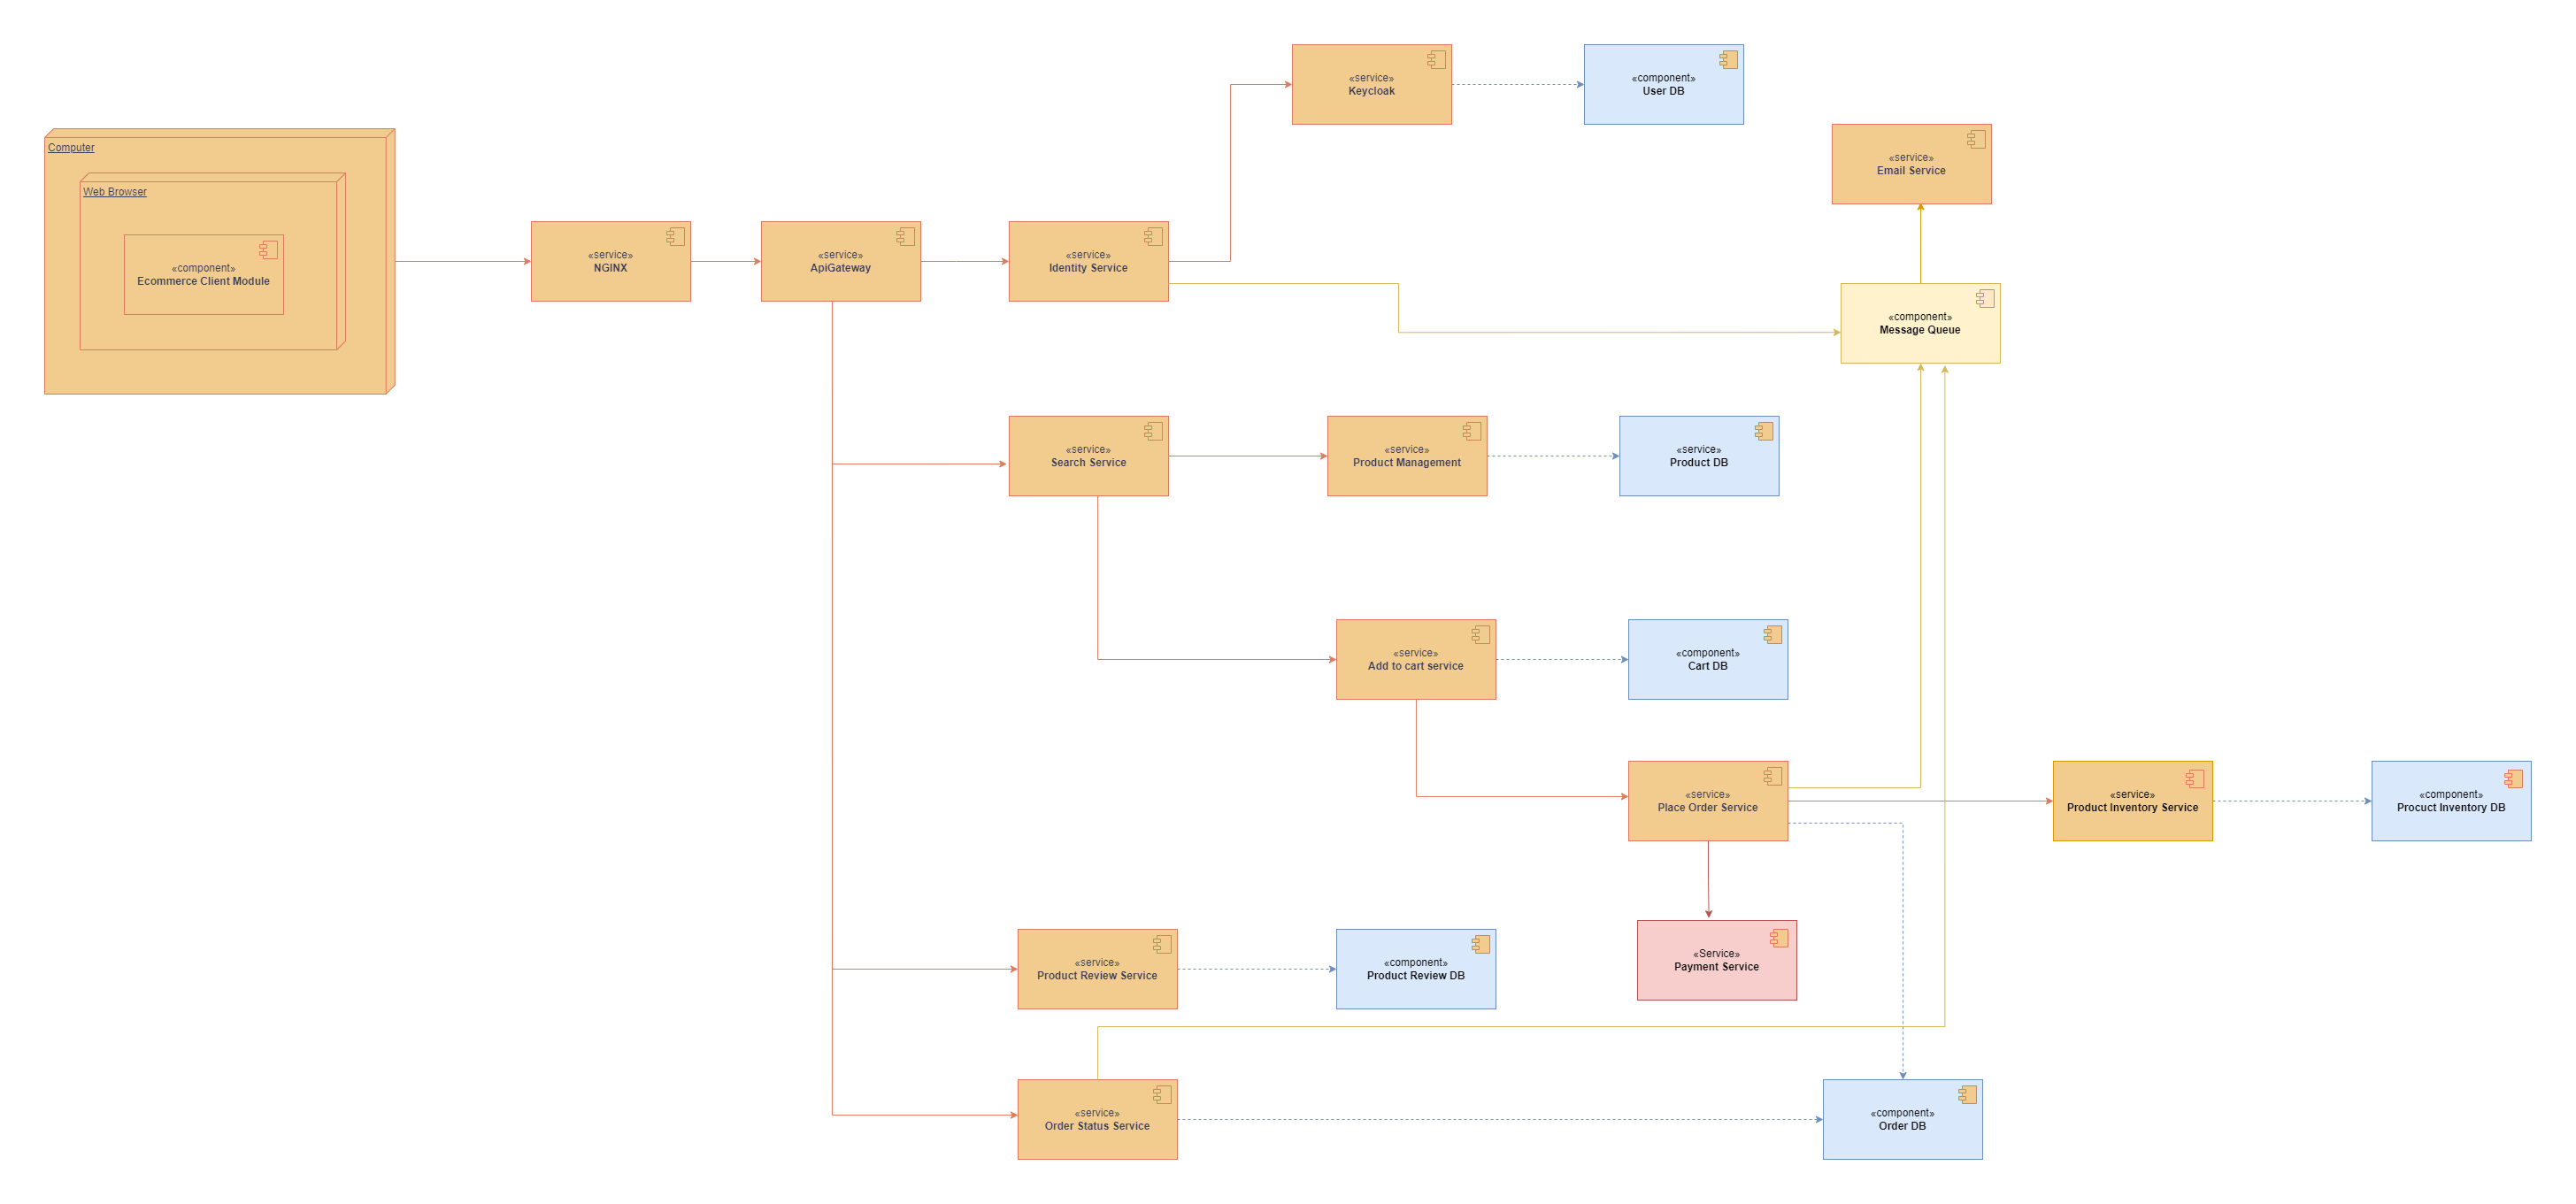 «service»
Keycloak
«component»
User DB
«service»
Email Service
Computer
Web Browser
«component»
Ecommerce Client Module
«service»
NGINX
«service»
ApiGateway
«service»
Identity Service
«component»
Message Queue
«service»
Search Service
«service»
Product Management
«service»
Product DB
«service»
Add to cart service
«component»
Cart DB
«service»
Place Order Service
«service»
Product Inventory Service
«component»
Procuct Inventory DB
«service»
Product Review Service
«component»
Product Review DB
«Service»
Payment Service
«service»
Order Status Service
«component»
Order DB